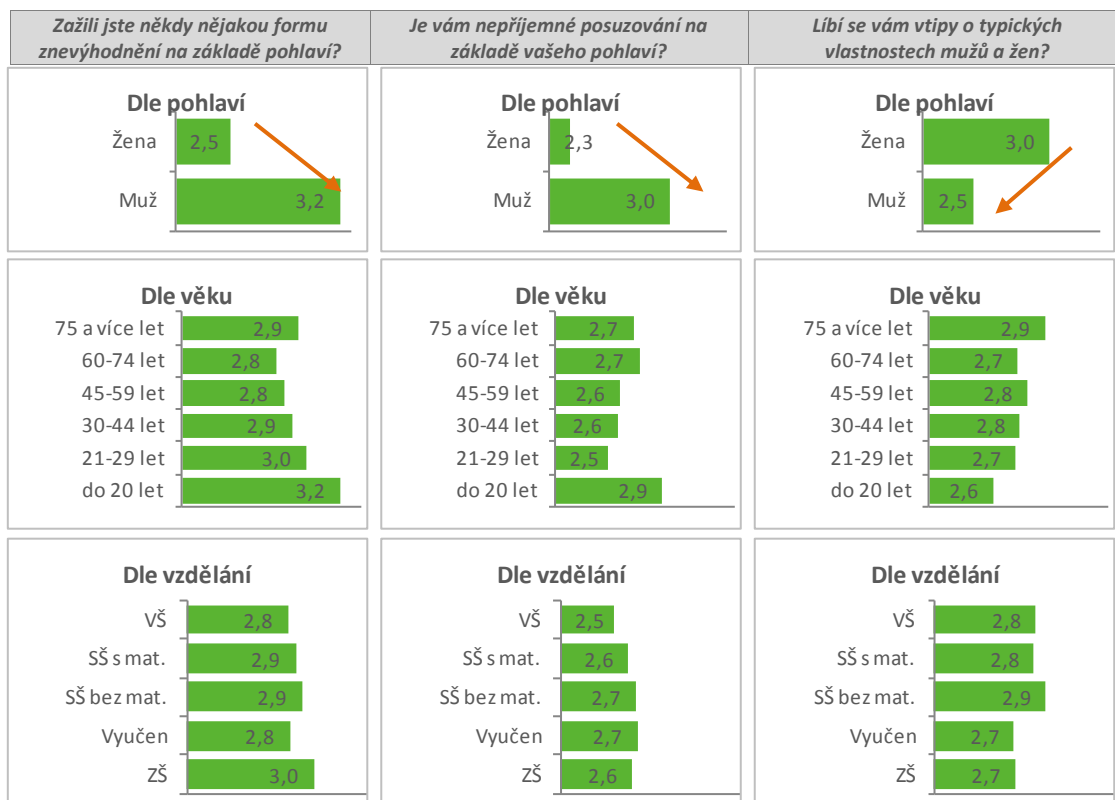 Zažili jste někdy nějakou formu
znevýhodnění na základě pohlaví?
Je vám nepříjemné posuzování na
základě vašeho pohlaví?
Líbí se vám vtipy o typických
vlastnostech mužů a žen?
Dle pohlaví
Žena 2,5
Muž 3,2
Dle pohlaví
Žena 2,3
Muž 3,0
Dle pohlaví
Žena 3,0
Muž 2,5
Dle věku
75 a více let 2,9
60-74 let 2,8
45-59 let 2,8
30-44 let 2,9
21-29 let 3,0
do 20 let 3,2
Dle věku
75 a více let 2,7
60-74 let 2,7
45-59 let 2,6
30-44 let 2,6
21-29 let 2,5
do 20 let 2,9
Dle věku
75 a více let 2,9
60-74 let 2,7
45-59 let 2,8
30-44 let 2,8
21-29 let 2,7
do 20 let 2,6
Dle vzdělání
VŠ 2,8
SŠ s mat. 2,9
SŠ bez mat. 2,9
Vyučen 2,8
ZŠ 3,0
Dle vzdělání
VŠ 2,5
SŠ s mat. 2,6
SŠ bez mat. 2,7
Vyučen 2,7
ZŠ 2,6
Dle vzdělání
VŠ 2,8
SŠ s mat. 2,8
SŠ bez mat. 2,9
Vyučen 2,7
ZŠ 2,7